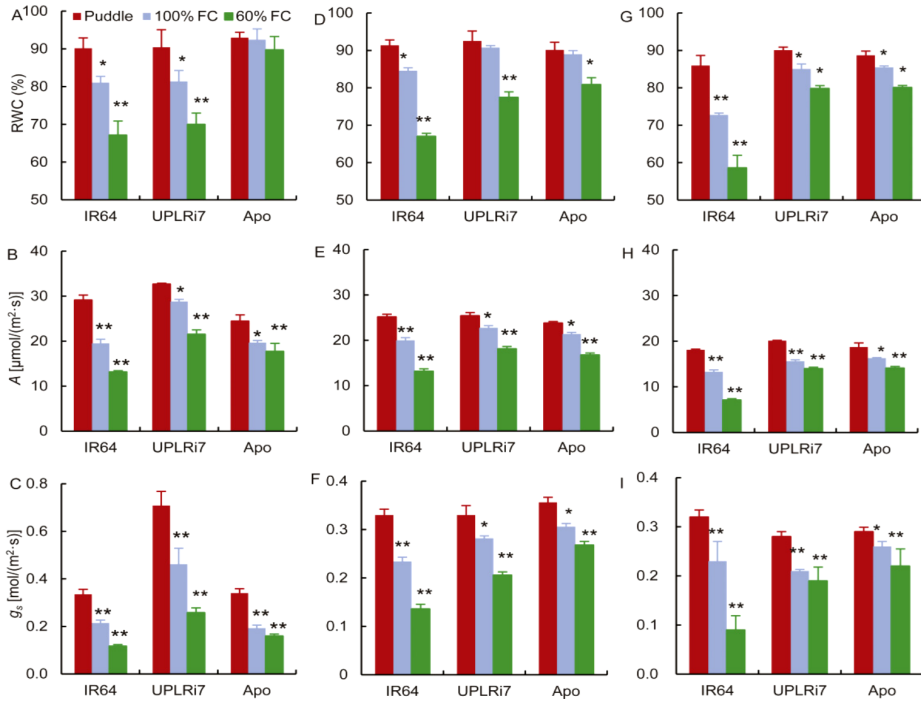 A
Puddle 100% FC 60% FC
RWC (%)
100
90
80
70
60
50
* ** * **
IR64 UPLRi7 Apo
D
100
90
80
70
60
50
* ** ** *
IR64 UPLRi7 Apo
G
100
90
80
70
60
50
** ** * * * *
IR64 UPLRi7 Apo
B
A [µmol/(m²·s)]
40
30
20
10
0
** ** * ** * **
IR64 UPLRi7 Apo
E
40
30
20
10
0
** ** * ** * **
IR64 UPLRi7 Apo
H
40
30
20
10
0
** ** ** ** * **
IR64 UPLRi7 Apo
C
gs [mol/(m²·s)]
0.8
0.6
0.4
0.2
0.0
** ** ** ** ** **
IR64 UPLRi7 Apo
F
0.4
0.3
0.2
0.1
0
** ** * ** * **
IR64 UPLRi7 Apo
I
0.4
0.3
0.2
0.1
0
** ** ** ** * **
IR64 UPLRi7 Apo